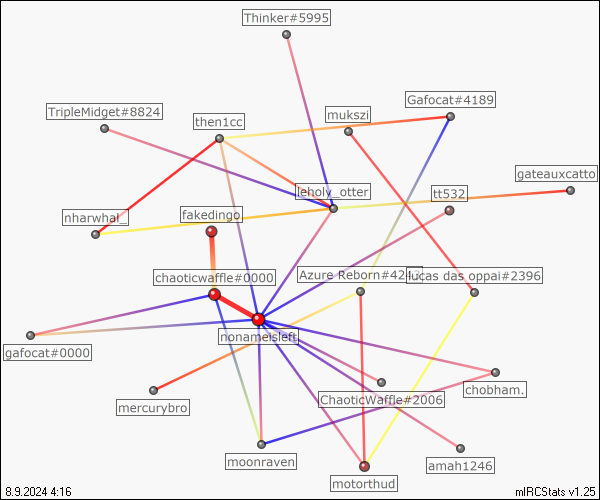 Thinker#5995
Gafocat#4189
TripleMidget#8824
mukszi
then1cc
gateauxcatto
leholy_otter
tt532
fakedingo
nharwhal_
chaoticwaffle#0000
Azure Reborn#4243
lucas das oppai#2396
nonameisleft
gafocat#0000
chobham.
ChaoticWaffle#2006
mercurybro
moonraven
amah1246
motorthud
8.9.2024 4:16
mIRCStats v1.25